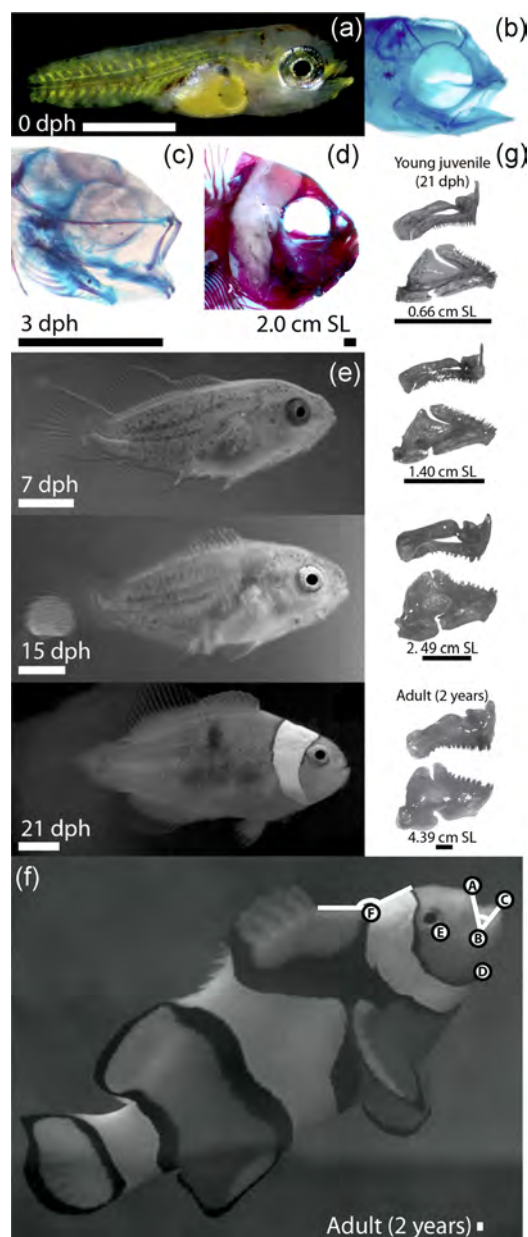 (a)
0 dph
(b)
(c)
3 dph
(d)
2.0 cm SL
(g)
Young juvenile
(21 dph)
0.66 cm SL
1.40 cm SL
2. 49 cm SL
Adult (2 years)
4.39 cm SL
(e)
7 dph
15 dph
21 dph
(f)
A
C
F
B
E
D
Adult (2 years)